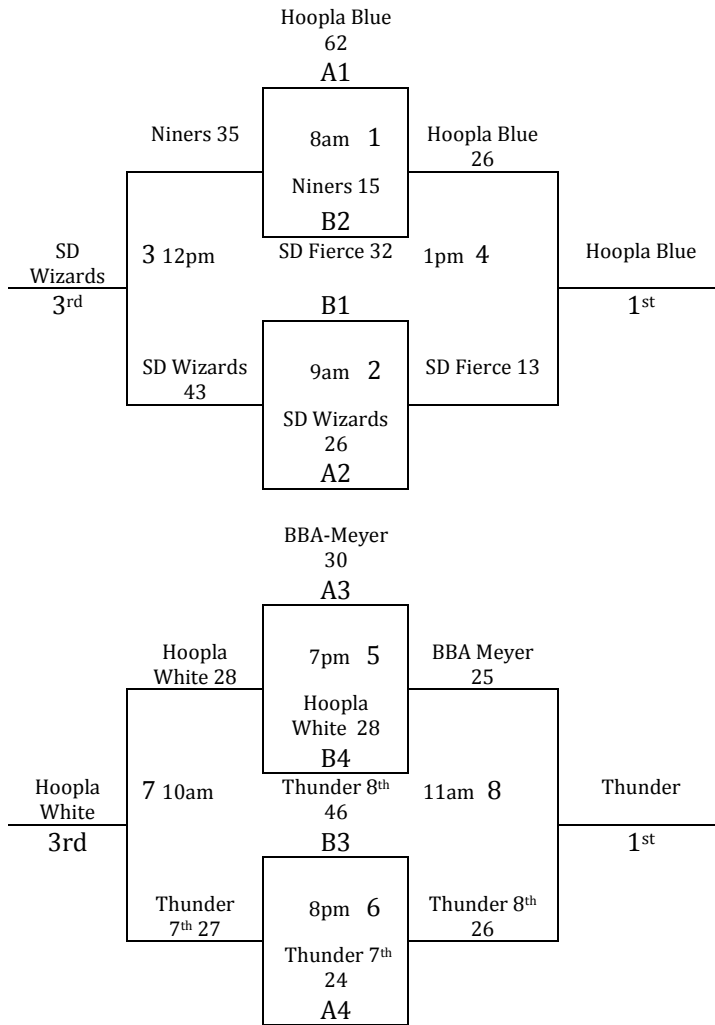 Hoopla Blue
62
A1
Niners 35
8am 1
Hoopla Blue
26
Niners 15
B2
SD
Wizards
3 12pm
SD Fierce 32
1pm 4
Hoopla Blue
3rd
B1
1st
SD Wizards
43
9am 2
SD Fierce 13
SD Wizards
26
A2
BBA-Meyer
30
A3
Hoopla
White 28
7pm 5
BBA Meyer
25
Hoopla
White 28
B4
Hoopla
White
7 10am
Thunder 8th
46
11am 8
Thunder
3rd
B3
1st
Thunder
7th 27
8pm 6
Thunder 8th
26
Thunder 7th
24
A4